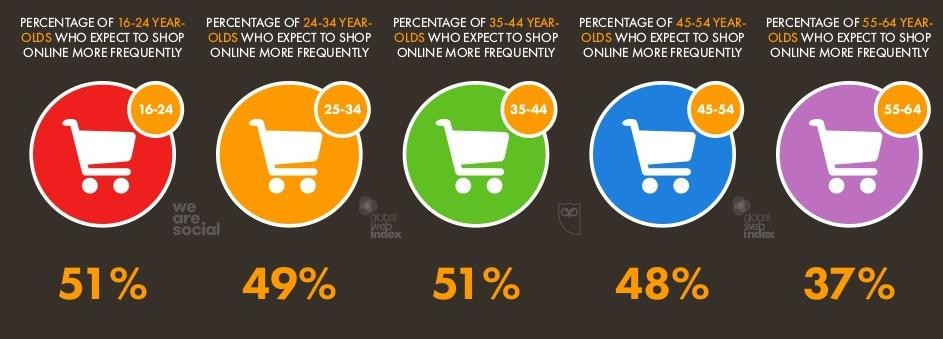 PERCENTAGE OF 16-24 YEAR-
OLDS WHO EXPECT TO SHOP
ONLINE MORE FREQUENTLY
16-24
51%
PERCENTAGE OF 24-34 YEAR-
OLDS WHO EXPECT TO SHOP
ONLINE MORE FREQUENTLY
25-34
49%
PERCENTAGE OF 35-44 YEAR-
OLDS WHO EXPECT TO SHOP
ONLINE MORE FREQUENTLY
35-44
51%
PERCENTAGE OF 45-54 YEAR-
OLDS WHO EXPECT TO SHOP
ONLINE MORE FREQUENTLY
45-54
48%
PERCENTAGE OF 55-64 YEAR-
OLDS WHO EXPECT TO SHOP
ONLINE MORE FREQUENTLY
55-64
37%
we
are
social
global
web
index
global
web
index